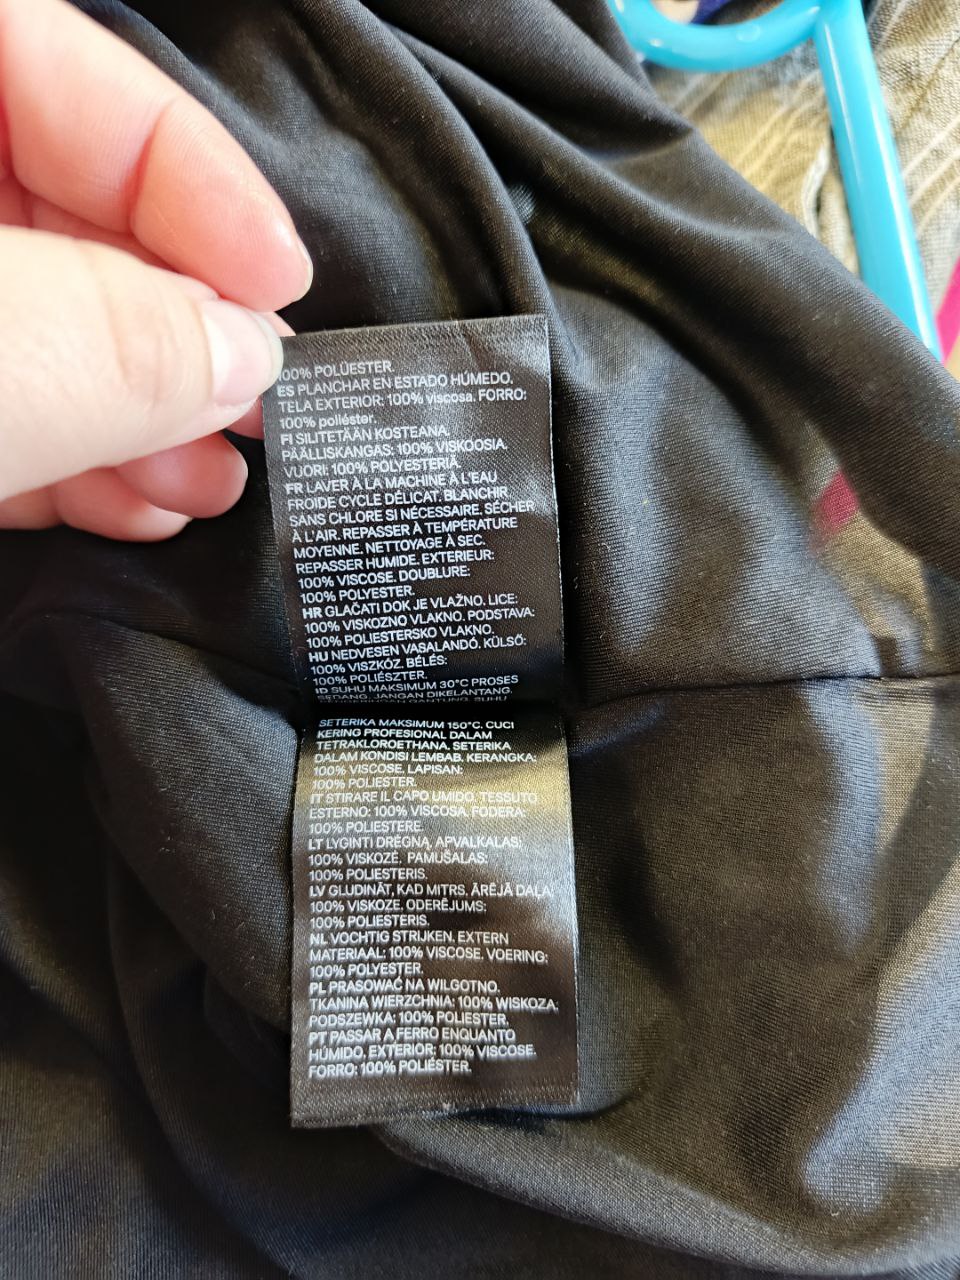 100% POLÜESTER.
ES PLANCHAR EN ESTADO HÚMEDO.
TELA EXTERIOR: 100% viscosa. FORRO:
100% poliéster.
FI SILITETÄÄN KOSTEANA.
PÄÄLLISKANGAS: 100% VISKOOSIA.
VUORI: 100% POLYESTERIÄ
FR LAVER À LA MACHINE À L'EAU
FROIDE CYCLE DÉLICAT. BLANCHIR
SANS CHLORE SI NÉCESSAIRE. SÉCHER
À L'AIR. REPASSER À TEMPÉRATURE
MOYENNE. NETTOYAGE À SEC.
REPASSER HUMIDE. EXTERIEUR:
100% VISCOSE. DOUBLURE:
100% POLYESTER.
HR GLAČATI DOK JE VLAŽNO. LICE:
100% VISKOZNO VLAKNO. PODSTAVA:
100% POLIESTERSKO VLAKNO.
HU NEDVESEN VASALANDÓ. KÜLSŐ:
100% VISZKÓZ. BÉLÉS:
100% POLIÉSZTER.
ID SUHU MAKSIMUM 30°C PROSES
SEDANG. JANGAN DIKELANTANG.
SETERIKA MAKSIMUM 150°C. CUCI
KERING PROFESIONAL DALAM
TETRAKLOROETHANA. SETERIKA
DALAM KONDISI LEMBAB. KERANGKA:
100% VISCOSE. LAPISAN:
100% POLIESTER.
IT STIRARE IL CAPO UMIDO. TESSUTO
ESTERNO: 100% VISCOSA. FODERA:
100% POLIESTERE.
LT LYGINTI DRĖGNĄ. APVALKALAS:
100% VISKOZĖ. PAMUŠALAS:
100% POLIESTERIS.
LV GLUDINĀT, KAD MITRS. ĀRĒJĀ DAĻA:
100% VISKOZE. ODERĒJUMS:
100% POLIESTERIS.
NL VOCHTIG STRIJKEN. EXTERN
MATERIAAL: 100% VISCOSE. VOERING:
100% POLYESTER.
PL PRASOWAĆ NA WILGOTNO.
TKANINA WIERZCHNIA: 100% WISKOZA.
PODSZEWKA: 100% POLIESTER.
PT PASSAR A FERRO ENQUANTO
HÚMIDO. EXTERIOR: 100% VISCOSE.
FORRO: 100% POLIÉSTER.